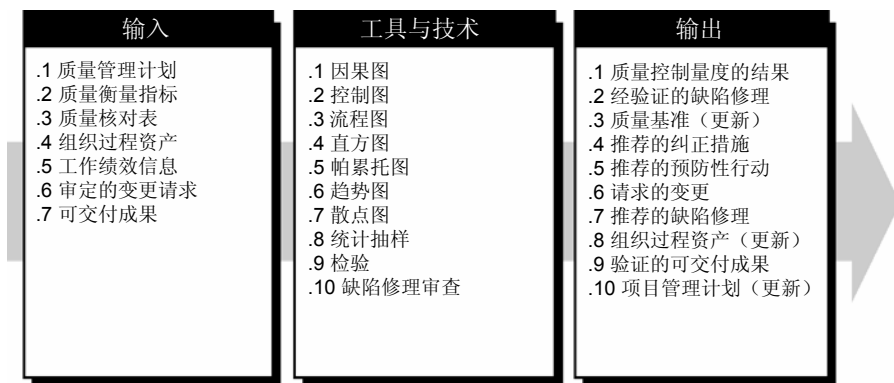 输入
.1 质量管理计划
.2 质量衡量指标
.3 质量核对表
.4 组织过程资产
.5 工作绩效信息
.6 审定的变更请求
.7 可交付成果
工具与技术
.1 因果图
.2 控制图
.3 流程图
.4 直方图
.5 帕累托图
.6 趋势图
.7 散点图
.8 统计抽样
.9 检验
.10 缺陷修理审查
输出
.1 质量控制量度的结果
.2 经验证的缺陷修理
.3 质量基准（更新）
.4 推荐的纠正措施
.5 推荐的预防性行动
.6 请求的变更
.7 推荐的缺陷修理
.8 组织过程资产（更新）
.9 验证的可交付成果
.10 项目管理计划（更新）